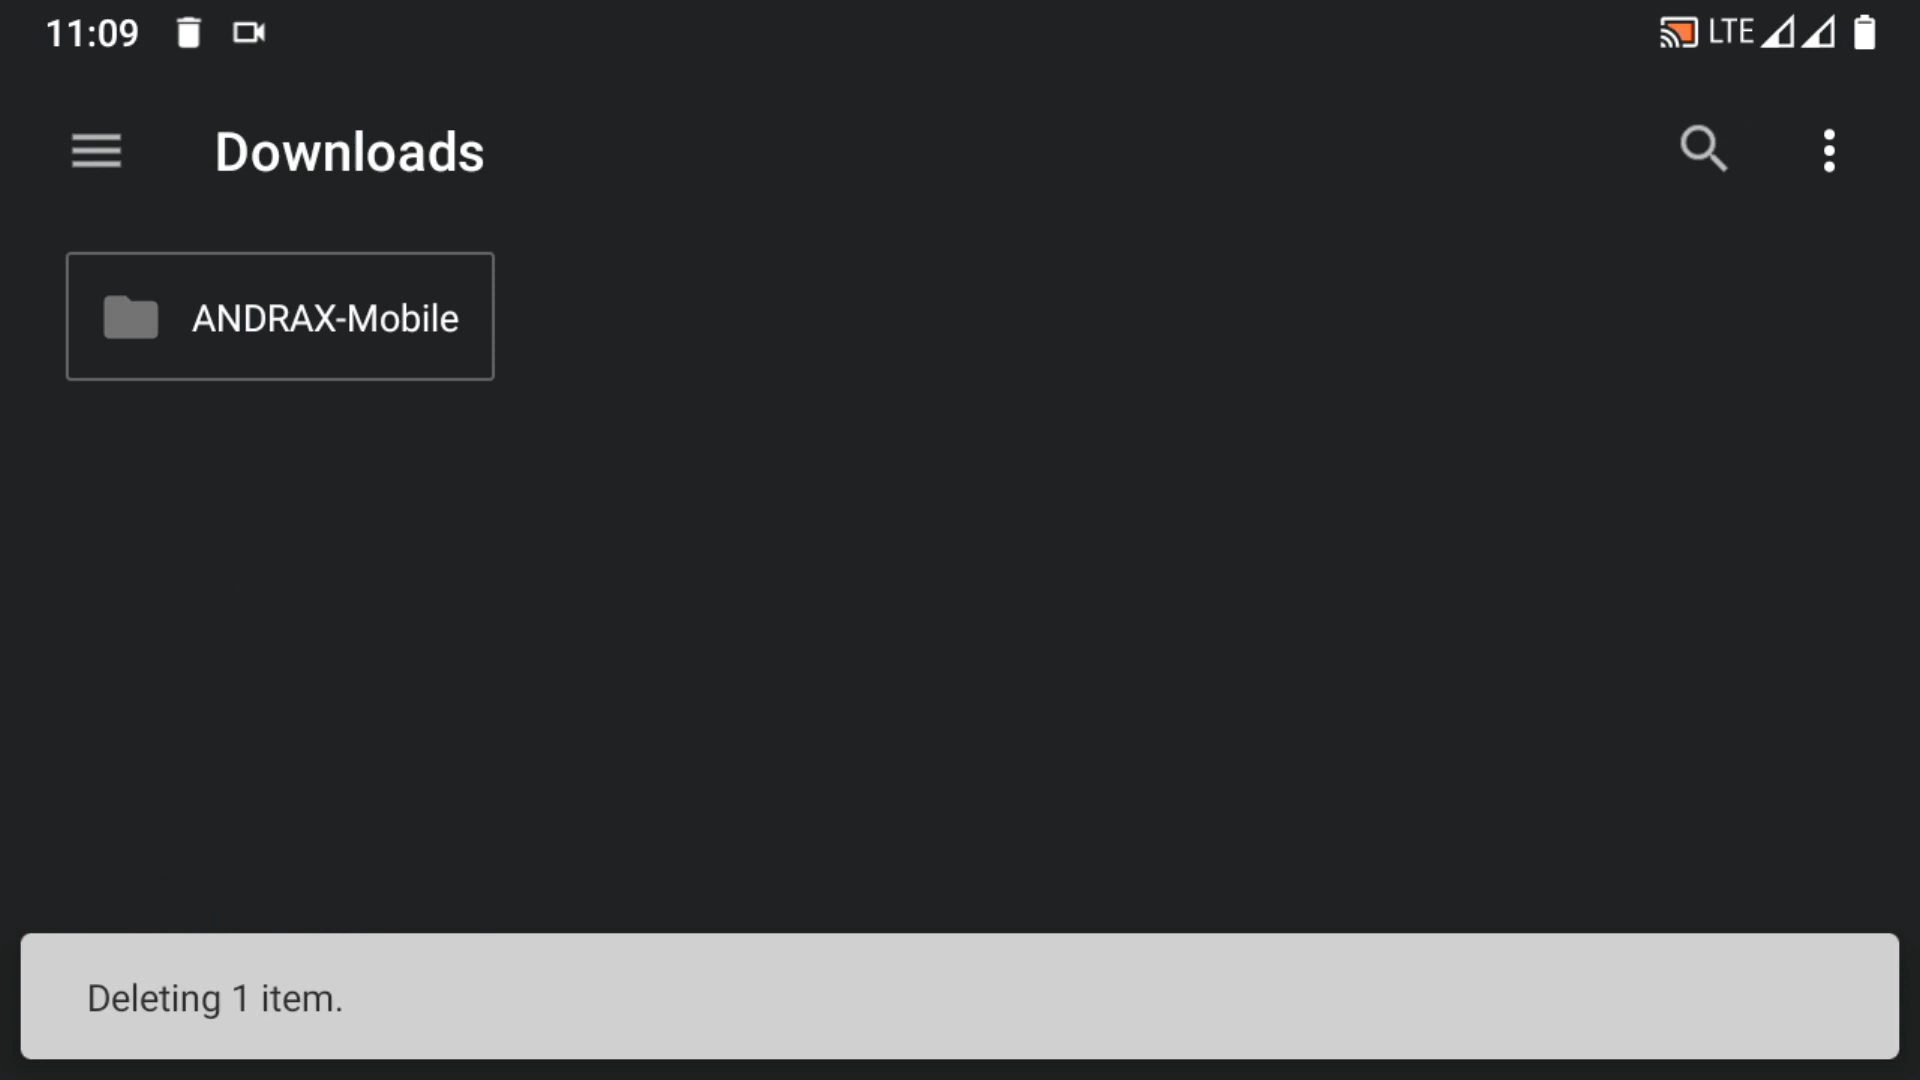 11:09
LTE
Downloads
ANDRAX-Mobile
Deleting 1 item.